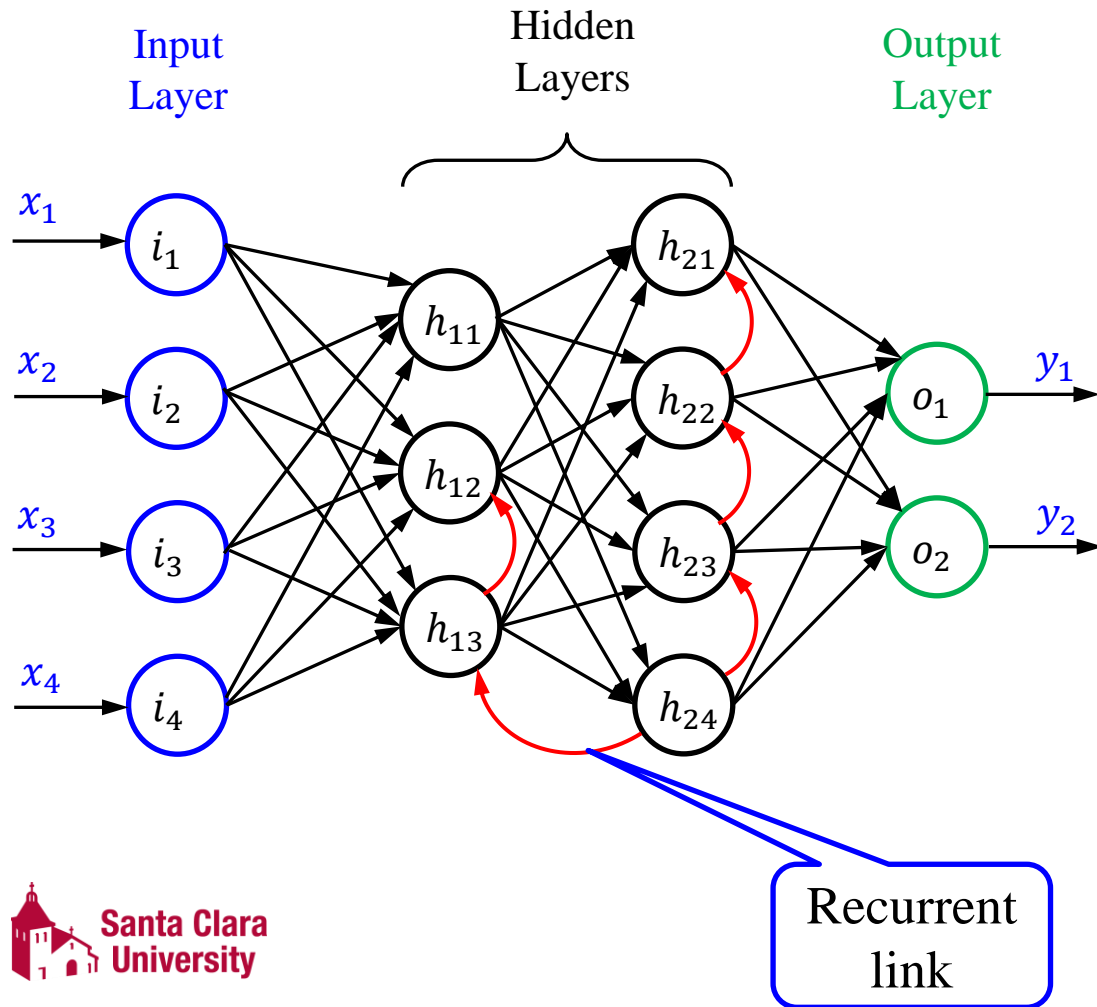 Input
Layer
Hidden
Layers
Output
Layer
x₁
i₁
h₂₁
h₁₁
x₂
i₂
h₂₂
o₁
y₁
h₁₂
x₃
i₃
h₂₃
o₂
y₂
h₁₃
x₄
i₄
h₂₄
Recurrent
link
Santa Clara
University